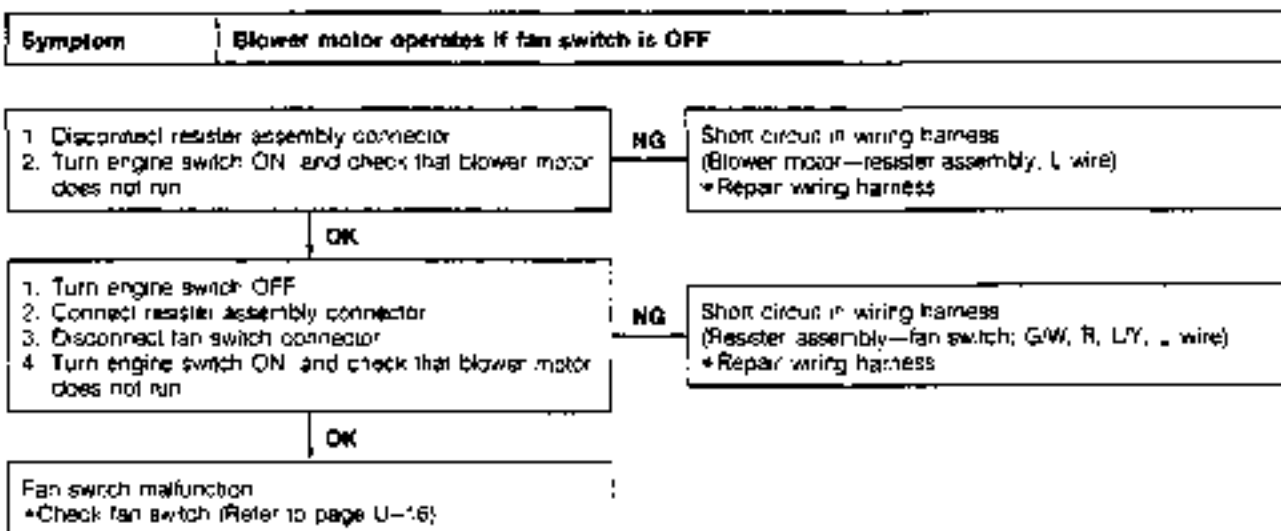 Symptom Blower motor operates if fan switch is OFF
1 Disconnect resister assembly connector
2. Turn engine switch ON and check that blower motor
does not run
NG
Short circuit in wiring harness
(Blower motor—resister assembly, L wire)
*Repair wiring harness
OK
1. Turn engine switch OFF
2. Connect resister assembly connector
3. Disconnect fan switch connector
4 Turn engine switch ON and check that blower motor
does not run
NG
Short circuit in wiring harness
(Resister assembly—fan switch; G/W, R, L/Y, wire)
*Repair wiring harness
OK
Fan switch malfunction
*Check fan switch (Refer to page U–16)